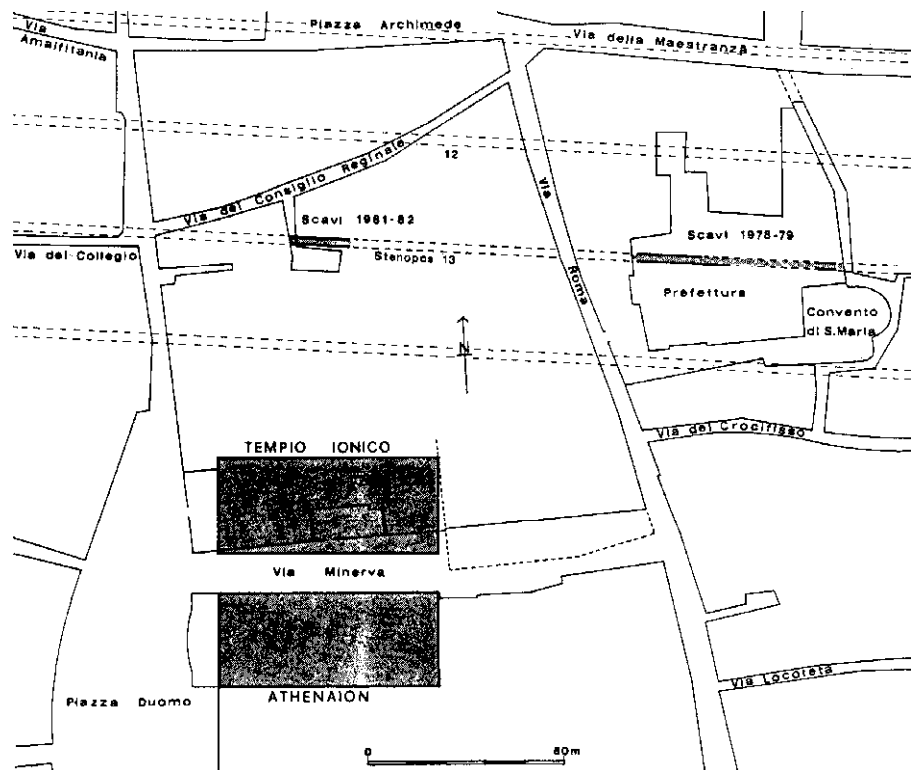 Piazza Archimede
Via
Amalfitania
Via della Maestranza
12
Via del Consiglio Reginale
Via
Scavi 1981-82
Scavi 1978-79
Via del Collegio
Stenopos 13
Roma
Prefettura
Convento
di S. Maria
N
Via del Crocifisso
TEMPIO IONICO
Via Minerva
Via Locoteta
ATHENAION
Piazza Duomo
0 80m